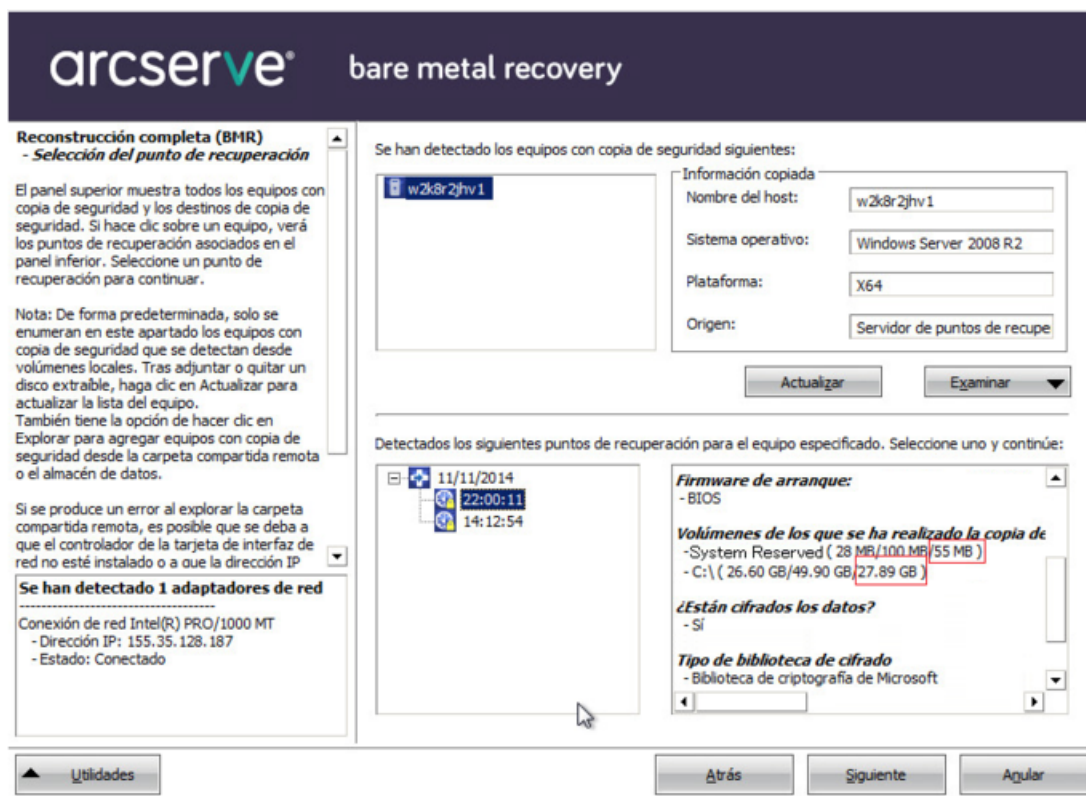 arcserve® bare metal recovery
Reconstrucción completa (BMR)
- Selección del punto de recuperación
El panel superior muestra todos los equipos con
copia de seguridad y los destinos de copia de
seguridad. Si hace clic sobre un equipo, verá
los puntos de recuperación asociados en el
panel inferior. Seleccione un punto de
recuperación para continuar.
Nota: De forma predeterminada, solo se
enumeran en este apartado los equipos con
copia de seguridad que se detectan desde
volúmenes locales. Tras adjuntar o quitar un
disco extraíble, haga clic en Actualizar para
actualizar la lista del equipo.
También tiene la opción de hacer clic en
Explorar para agregar equipos con copia de
seguridad desde la carpeta compartida remota
o el almacén de datos.
Si se produce un error al explorar la carpeta
compartida remota, es posible que se deba a
que el controlador de la tarjeta de interfaz de
red no esté instalado o a que la dirección IP
Se han detectado 1 adaptadores de red
------------------------------------
Conexión de red Intel(R) PRO/1000 MT
- Dirección IP: 155.35.128.187
- Estado: Conectado
Se han detectado los equipos con copia de seguridad siguientes:
w2k8r2jhv1
Información copiada
Nombre del host: w2k8r2jhv1
Sistema operativo: Windows Server 2008 R2
Plataforma: X64
Origen: Servidor de puntos de recupe
Actualizar
Examinar
Detectados los siguientes puntos de recuperación para el equipo especificado. Seleccione uno y continúe:
11/11/2014
22:00:11
14:12:54
Firmware de arranque:
- BIOS
Volúmenes de los que se ha realizado la copia de
-System Reserved ( 28 MB/100 MB/55 MB )
- C:\ ( 26.60 GB/49.90 GB/27.89 GB )
¿Están cifrados los datos?
- Sí
Tipo de biblioteca de cifrado
- Biblioteca de criptografía de Microsoft
Utilidades
Atrás
Siguiente
Anular